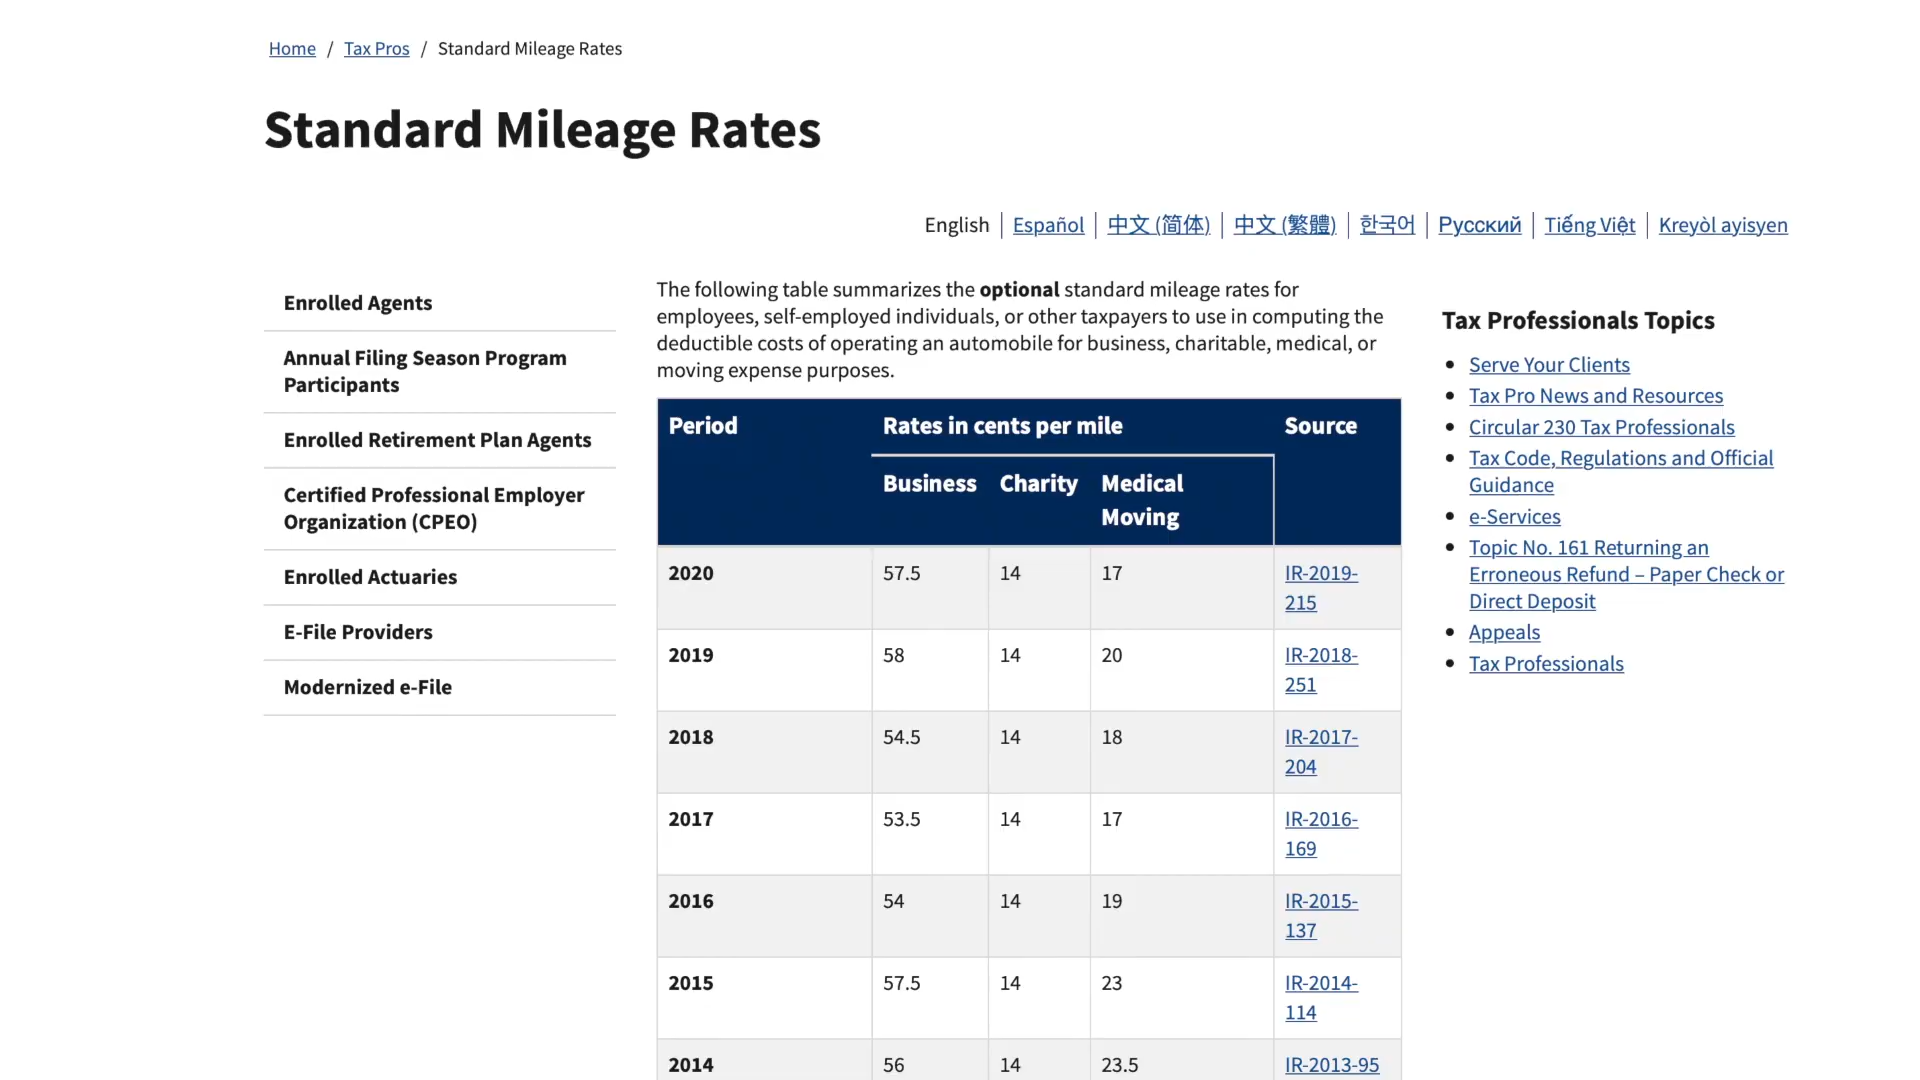 Home / Tax Pros / Standard Mileage Rates
Standard Mileage Rates
English | Español | 中文 (简体) | 中文 (繁體) | 한국어 | Русский | Tiếng Việt | Kreyòl ayisyen
Enrolled Agents
Annual Filing Season Program
Participants
Enrolled Retirement Plan Agents
Certified Professional Employer
Organization (CPEO)
Enrolled Actuaries
E-File Providers
Modernized e-File
The following table summarizes the optional standard mileage rates for
employees, self-employed individuals, or other taxpayers to use in computing the
deductible costs of operating an automobile for business, charitable, medical, or
moving expense purposes.
Period Rates in cents per mile Source
Business Charity Medical
Moving
2020 57.5 14 17 IR-2019-
215
2019 58 14 20 IR-2018-
251
2018 54.5 14 18 IR-2017-
204
2017 53.5 14 17 IR-2016-
169
2016 54 14 19 IR-2015-
137
2015 57.5 14 23 IR-2014-
114
2014 56 14 23.5 IR-2013-95
Tax Professionals Topics
Serve Your Clients
Tax Pro News and Resources
Circular 230 Tax Professionals
Tax Code, Regulations and Official
Guidance
e-Services
Topic No. 161 Returning an
Erroneous Refund – Paper Check or
Direct Deposit
Appeals
Tax Professionals